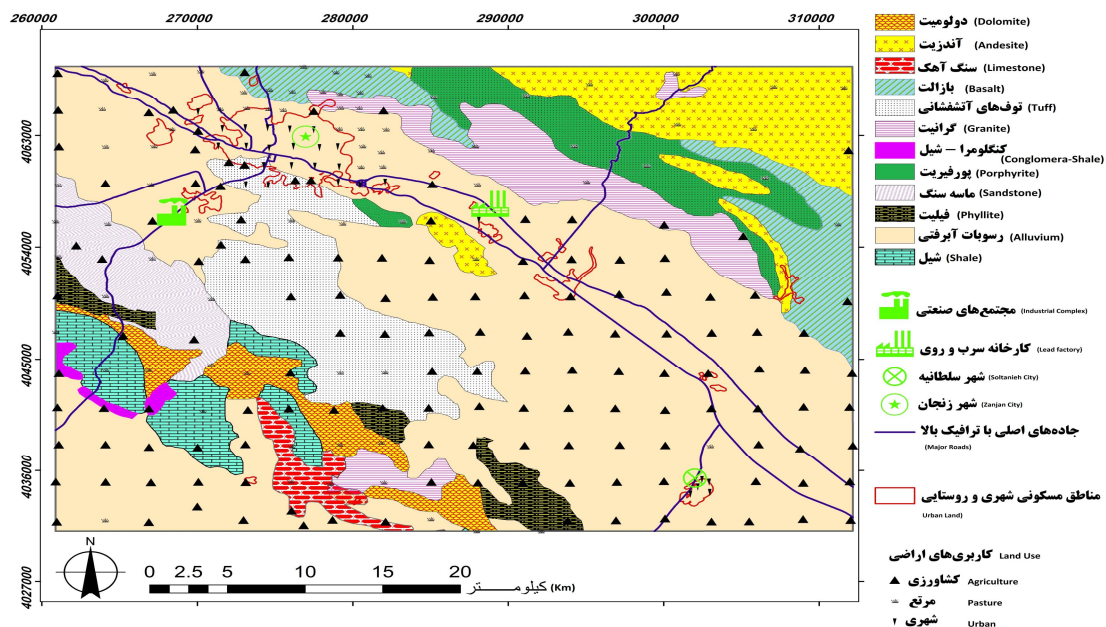 260000 270000 280000 290000 300000 310000
4063000
4054000
4045000
4036000
4027000
N
0 2.5 5 10 15 20
کیلومتر (Km)
دولومیت (Dolomite)
آندزیت (Andesite)
سنگ آهک (Limestone)
بازالت (Basalt)
توف‌های آتشفشانی (Tuff)
گرانیت (Granite)
کنگلومرا – شیل (Conglomera-Shale)
پورفیریت (Porphyrite)
ماسه سنگ (Sandstone)
فیلیت (Phyllite)
رسوبات آبرفتی (Alluvium)
شیل (Shale)
مجتمع‌های صنعتی (Industrial Complex)
کارخانه سرب و روی (Lead factory)
شهر سلطانیه (Soltanieh City)
شهر زنجان (Zanjan City)
جاده‌های اصلی با ترافیک بالا
(Major Roads)
مناطق مسکونی شهری و روستایی
Urban Land
کاربری‌های اراضی Land Use
کشاورزی Agriculture
مرتع Pasture
شهری Urban